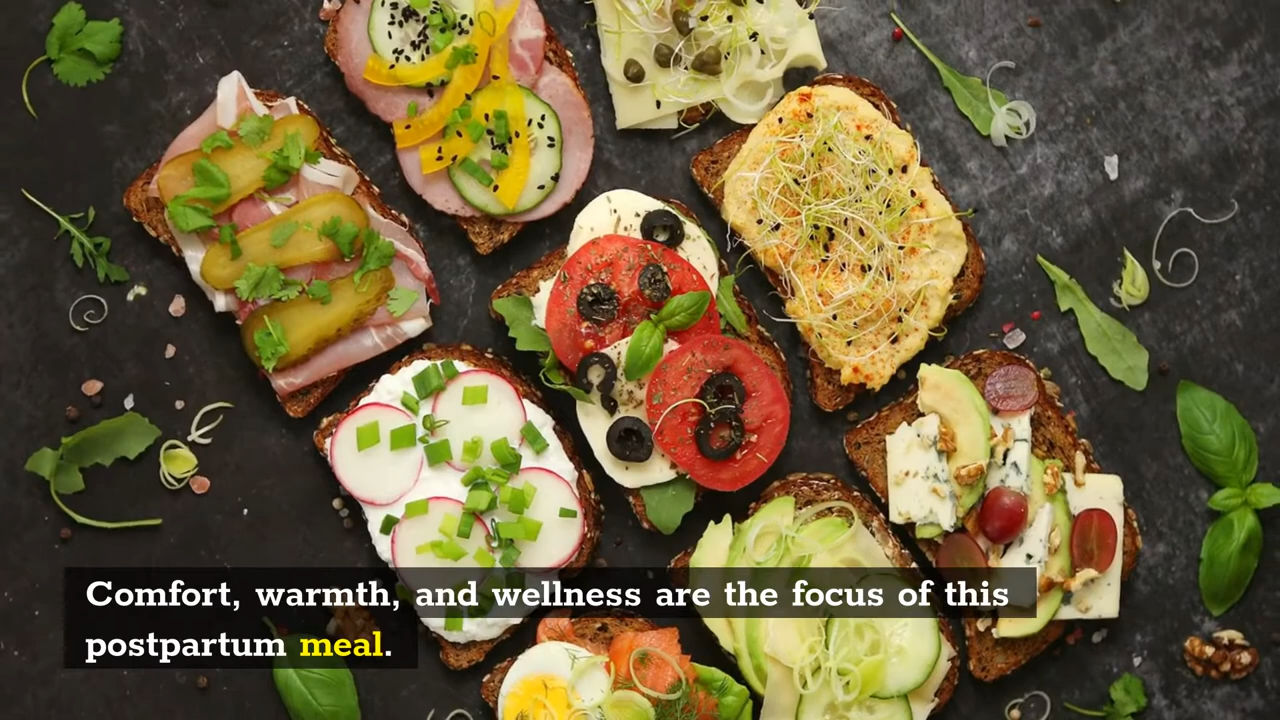 Comfort, warmth, and wellness are the focus of this
postpartum meal.